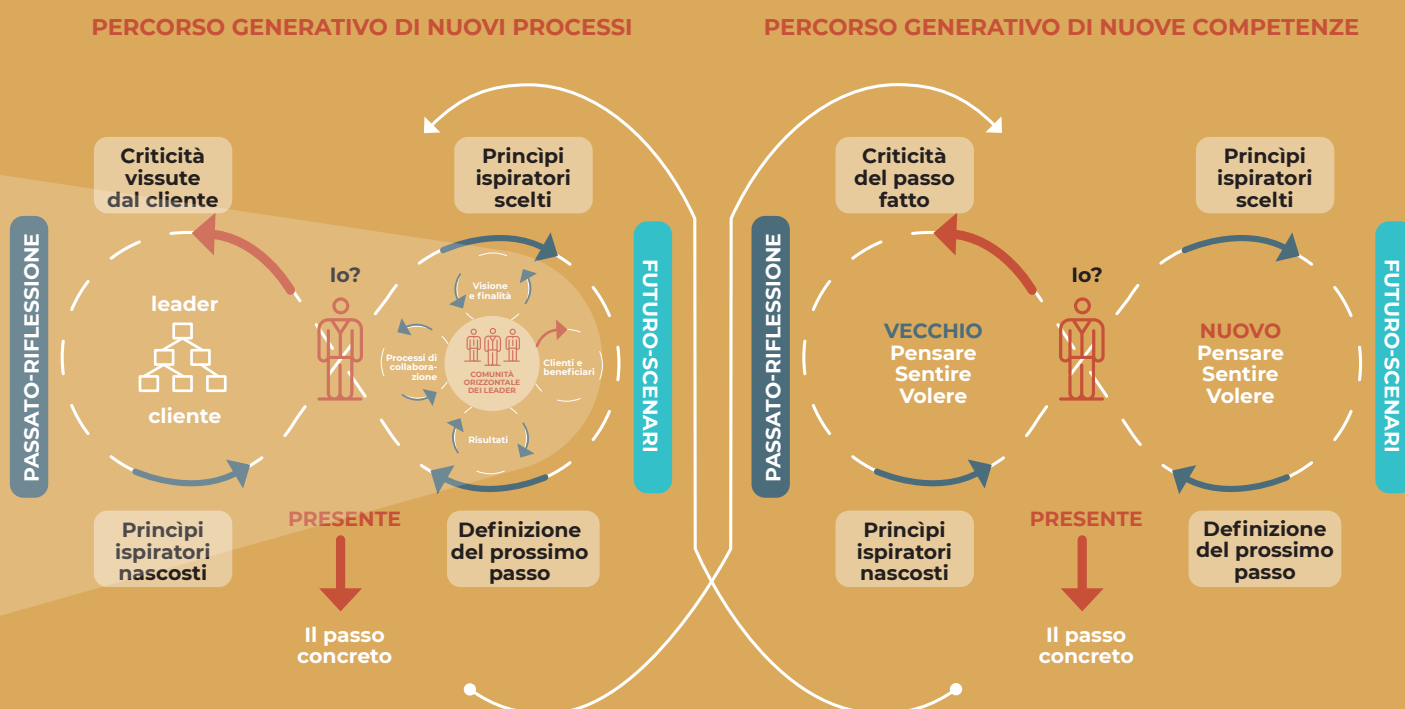 PERCORSO GENERATIVO DI NUOVI PROCESSI
Criticità
vissute
dal cliente
Princìpi
ispiratori
scelti
PASSATO-RIFLESSIONE
leader
cliente
Io?
Visione
e finalità
Processi di
collabora-
zione
COMUNITÀ
ORIZZONTALE
DEI LEADER
Clienti e
beneficiari
Risultati
FUTURO-SCENARI
Princìpi
ispiratori
nascosti
PRESENTE
Definizione
del prossimo
passo
Il passo
concreto
PERCORSO GENERATIVO DI NUOVE COMPETENZE
Criticità
del passo
fatto
Princìpi
ispiratori
scelti
PASSATO-RIFLESSIONE
VECCHIO
Pensare
Sentire
Volere
Io?
NUOVO
Pensare
Sentire
Volere
FUTURO-SCENARI
Princìpi
ispiratori
nascosti
PRESENTE
Definizione
del prossimo
passo
Il passo
concreto